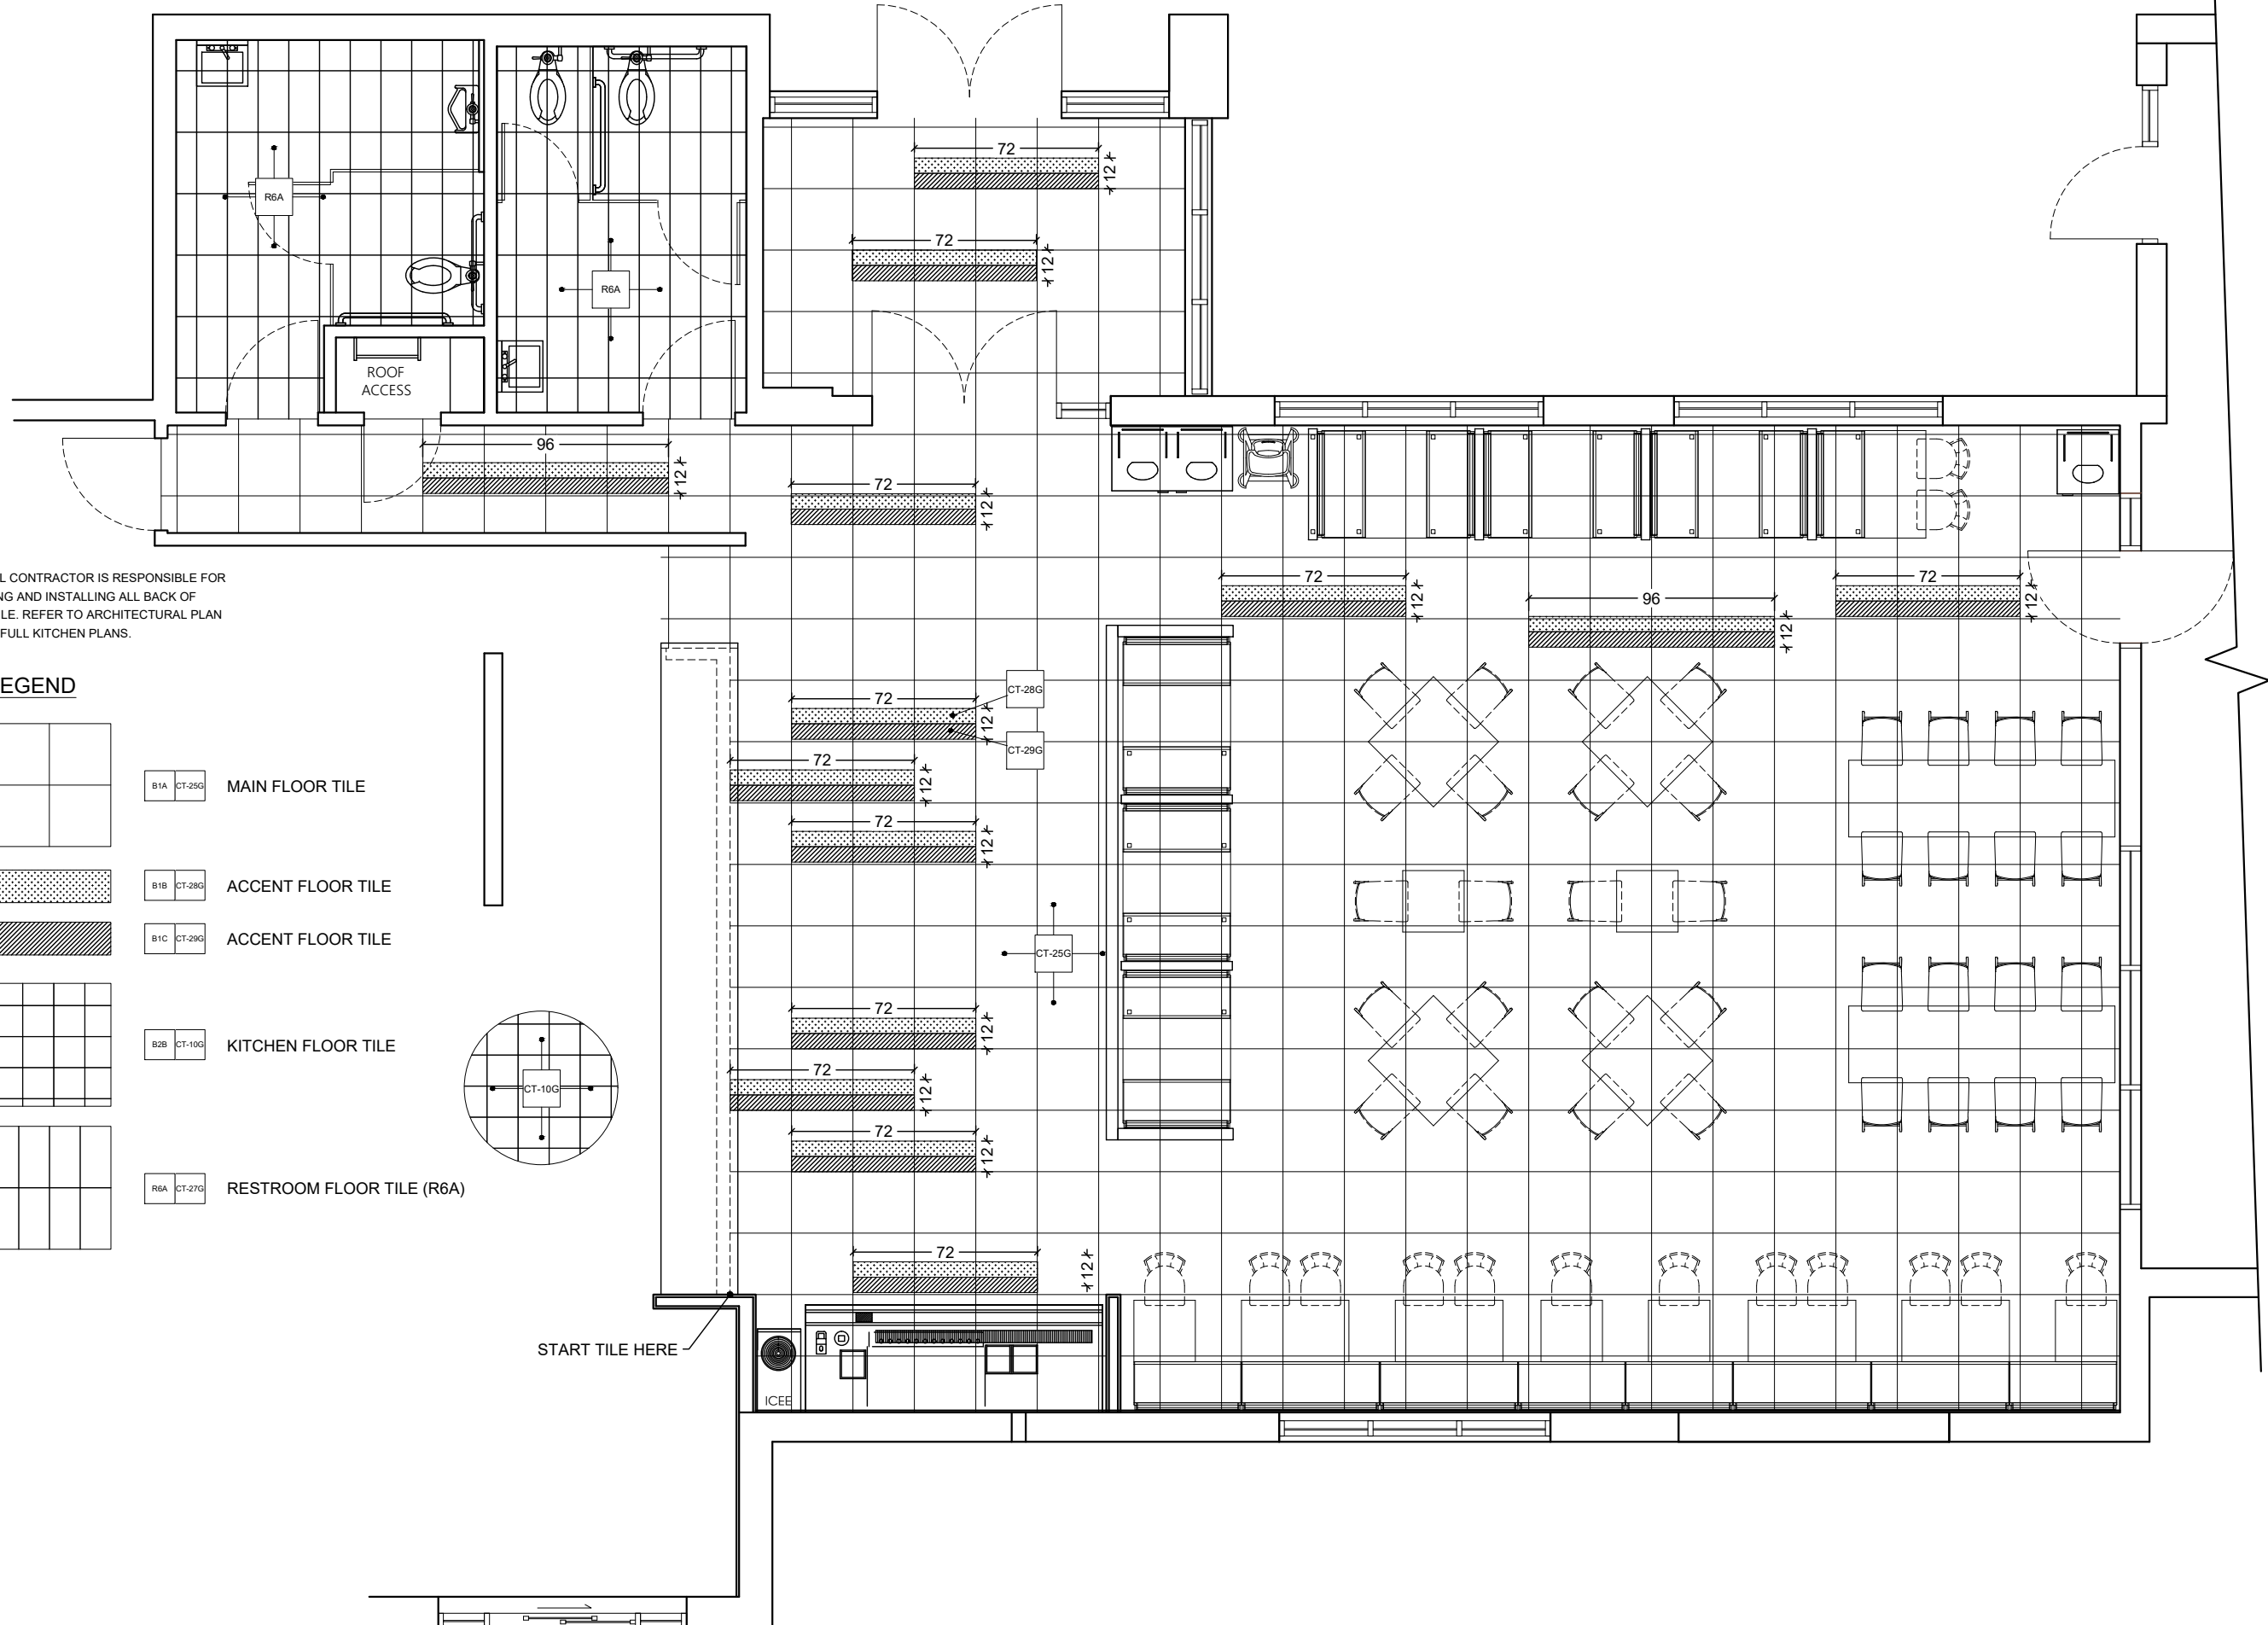 72
12
72
12
R6A
R6A
ROOF
ACCESS
96
12
72
12
L CONTRACTOR IS RESPONSIBLE FOR
NG AND INSTALLING ALL BACK OF
LE. REFER TO ARCHITECTURAL PLAN
FULL KITCHEN PLANS.
72
12
96
12
72
12
EGEND
B1A CT-25G MAIN FLOOR TILE
B1B CT-28G ACCENT FLOOR TILE
B1C CT-29G ACCENT FLOOR TILE
B2B CT-10G KITCHEN FLOOR TILE
R6A CT-27G RESTROOM FLOOR TILE (R6A)
CT-10G
72
12
CT-28G
CT-29G
72
12
72
12
CT-25G
72
12
72
12
72
12
72
12
START TILE HERE
ICEE